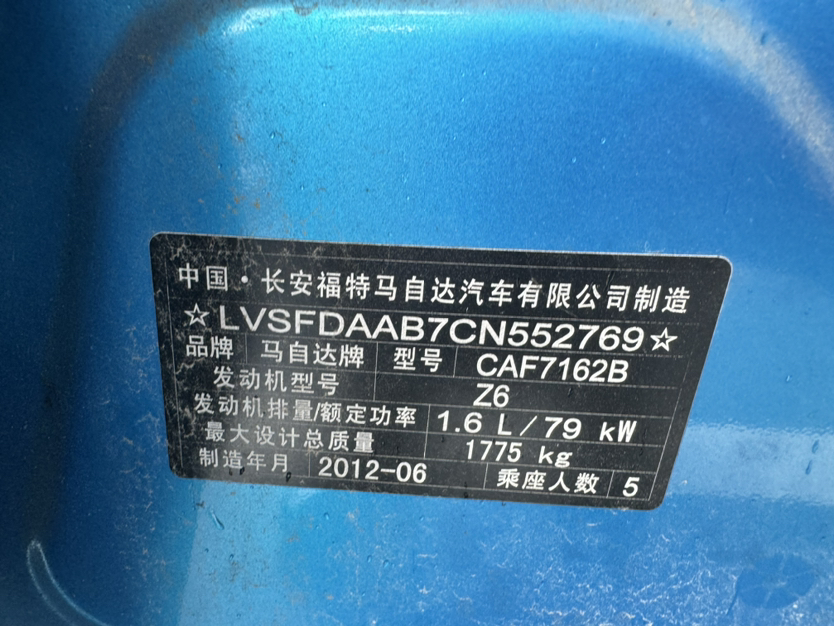 中国·长安福特马自达汽车有限公司制造
☆LVSFDAAB7CN552769☆
品牌 马自达牌 型号 CAF7162B
发动机型号 Z6
发动机排量/额定功率 1.6 L/79 kW
最大设计总质量 1775 kg
制造年月 2012-06 乘座人数 5